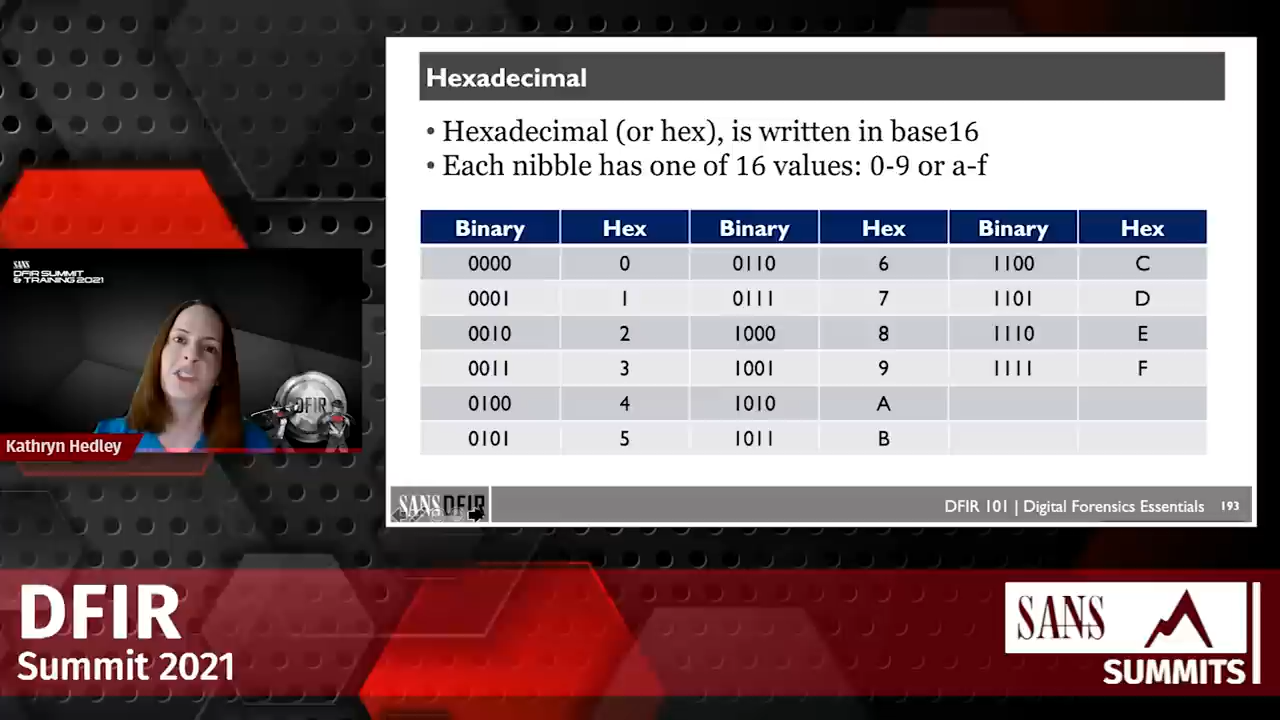 Hexadecimal
• Hexadecimal (or hex), is written in base16
• Each nibble has one of 16 values: 0-9 or a-f
Binary Hex Binary Hex Binary Hex
0000 0 0110 6 1100 C
0001 1 0111 7 1101 D
0010 2 1000 8 1110 E
0011 3 1001 9 1111 F
0100 4 1010 A
0101 5 1011 B
SANS DFIR
DFIR 101 | Digital Forensics Essentials 193
SANS
DFIR SUMMIT
& TRAINING 2021
DFIR
Kathryn Hedley
DFIR
Summit 2021
SANS
SUMMITS